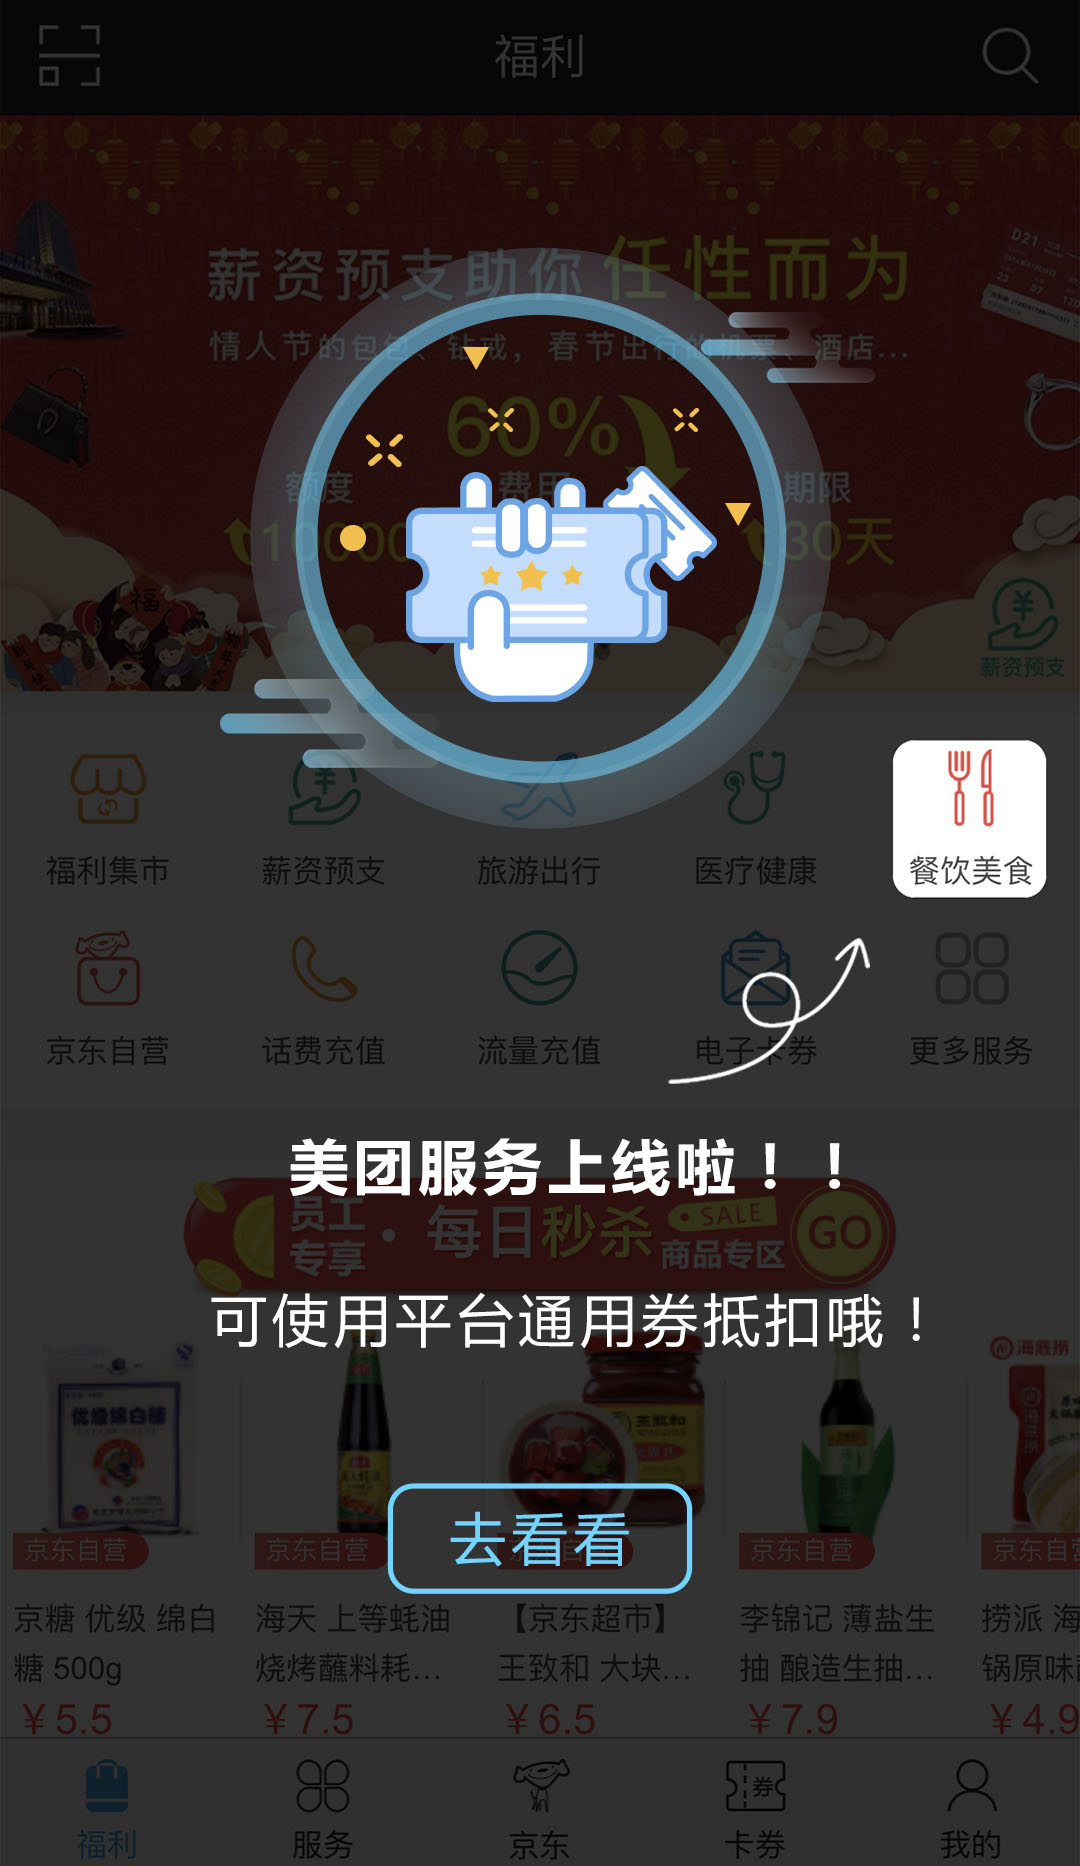 福利
薪资预支助你 任性而为
情人节的包包、钻戒，春节出行的机票、酒店...
60%
额度 费用 期限
10000 30天
D21
福
薪资预支
福利集市 薪资预支 旅游出行 医疗健康 餐饮美食
京东自营 话费充值 流量充值 电子卡券 更多服务
美团服务上线啦！！
员工专享 · 每日秒杀 SALE 商品专区 GO
可使用平台通用券抵扣哦！
优级绵白糖
王致和
海底捞
去看看
京东自营 京东自营 京东自营 京东自营
京糖 优级 绵白糖 500g
海天 上等蚝油 烧烤蘸料耗...
【京东超市】王致和 大块...
李锦记 薄盐生抽 酿造生抽...
捞派 海
锅原味
¥5.5 ¥7.5 ¥6.5 ¥7.9 ¥4.9
券
福利 服务 京东 卡券 我的